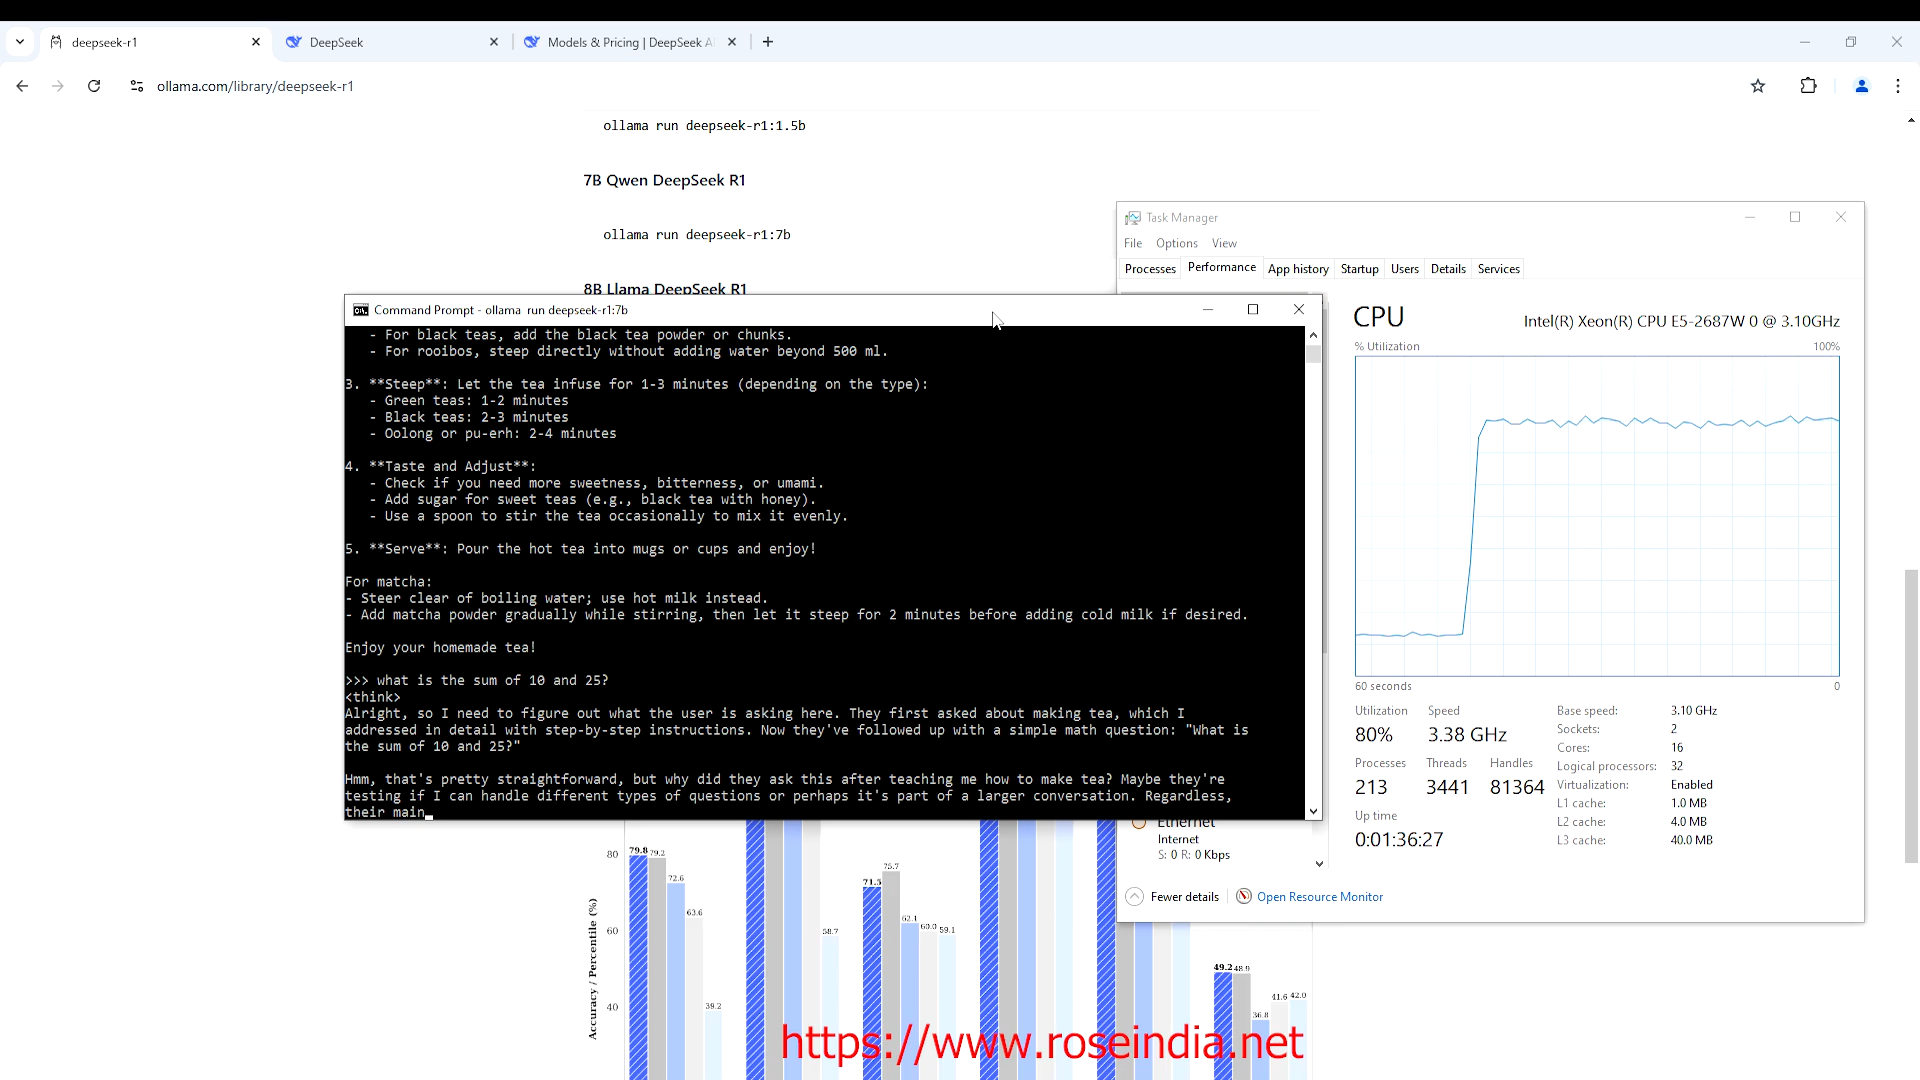 deepseek-r1
DeepSeek
Models & Pricing | DeepSeek A
ollama.com/library/deepseek-r1
ollama run deepseek-r1:1.5b
7B Qwen DeepSeek R1
ollama run deepseek-r1:7b
8B Llama DeepSeek R1
Command Prompt - ollama  run deepseek-r1:7b
- For black teas, add the black tea powder or chunks.
- For rooibos, steep directly without adding water beyond 500 ml.
3. **Steep**: Let the tea infuse for 1-3 minutes (depending on the type):
- Green teas: 1-2 minutes
- Black teas: 2-3 minutes
- Oolong or pu-erh: 2-4 minutes
4. **Taste and Adjust**:
- Check if you need more sweetness, bitterness, or umami.
- Add sugar for sweet teas (e.g., black tea with honey).
- Use a spoon to stir the tea occasionally to mix it evenly.
5. **Serve**: Pour the hot tea into mugs or cups and enjoy!
For matcha:
- Steer clear of boiling water; use hot milk instead.
- Add matcha powder gradually while stirring, then let it steep for 2 minutes before adding cold milk if desired.
Enjoy your homemade tea!
>>> what is the sum of 10 and 25?
<think>
Alright, so I need to figure out what the user is asking here. They first asked about making tea, which I
addressed in detail with step-by-step instructions. Now they've followed up with a simple math question: "What is
the sum of 10 and 25?"
Hmm, that's pretty straightforward, but why did they ask this after teaching me how to make tea? Maybe they're
testing if I can handle different types of questions or perhaps it's part of a larger conversation. Regardless,
their main
Task Manager
File Options View
Processes Performance App history Startup Users Details Services
CPU
Intel(R) Xeon(R) CPU E5-2687W 0 @ 3.10GHz
% Utilization 100%
60 seconds 0
Utilization Speed
80% 3.38 GHz
Processes Threads Handles
213 3441 81364
Up time
0:01:36:27
Base speed: 3.10 GHz
Sockets: 2
Cores: 16
Logical processors: 32
Virtualization: Enabled
L1 cache: 1.0 MB
L2 cache: 4.0 MB
L3 cache: 40.0 MB
Ethernet
Internet
S: 0 R: 0 Kbps
Fewer details
Open Resource Monitor
Accuracy / Percentile (%)
80
60
40
79.8 79.2 72.6 63.6 39.2
58.7
71.5 75.7 62.1 60.0 59.1
49.2 48.9 36.8 41.6 42.0
https://www.roseindia.net